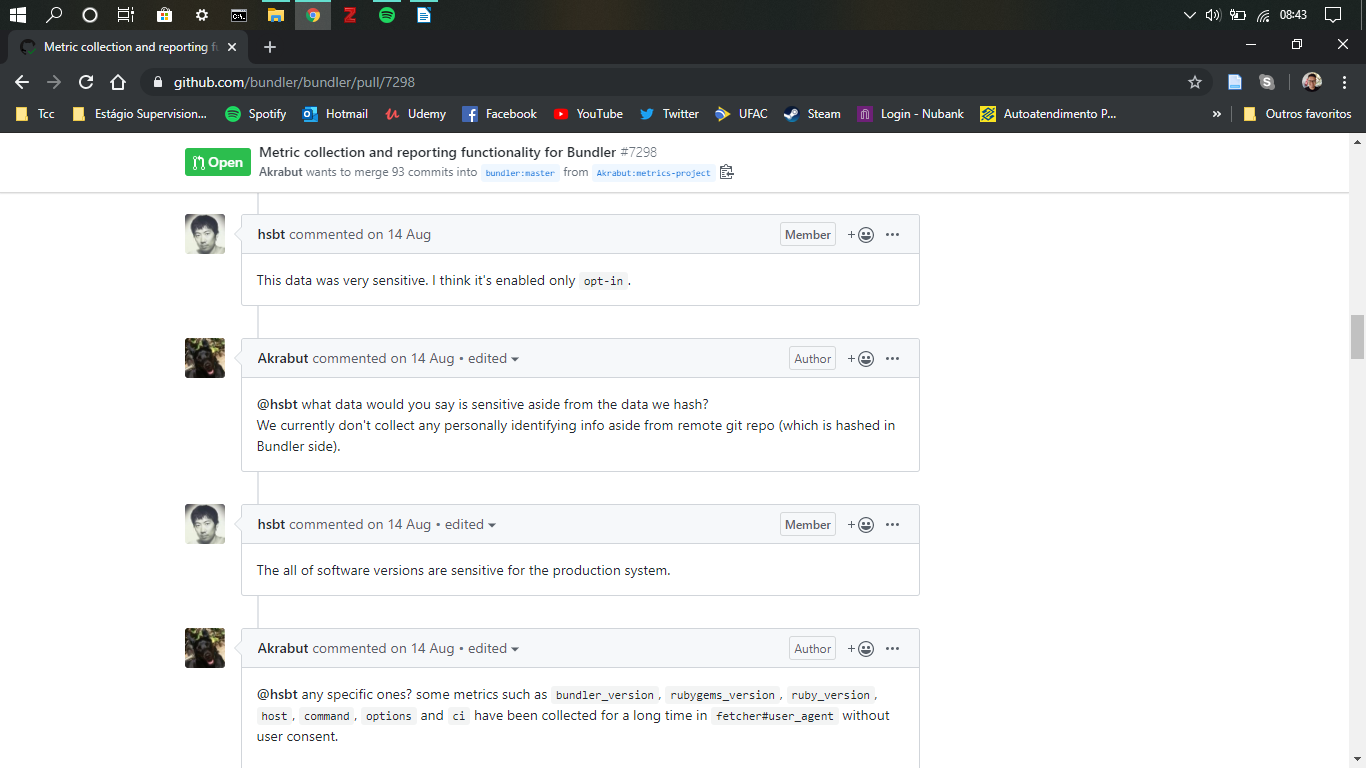 08:43
Metric collection and reporting fu
github.com/bundler/bundler/pull/7298
Tcc
Estágio Supervision...
Spotify
Hotmail
Udemy
Facebook
YouTube
Twitter
UFAC
Steam
Login - Nubank
Autoatendimento P...
»
Outros favoritos
Open
Metric collection and reporting functionality for Bundler #7298
Akrabut wants to merge 93 commits into bundler:master from Akrabut:metrics-project
hsbt commented on 14 Aug
Member
This data was very sensitive. I think it's enabled only opt-in.
Akrabut commented on 14 Aug • edited
Author
@hsbt what data would you say is sensitive aside from the data we hash?
We currently don't collect any personally identifying info aside from remote git repo (which is hashed in
Bundler side).
hsbt commented on 14 Aug • edited
Member
The all of software versions are sensitive for the production system.
Akrabut commented on 14 Aug • edited
Author
@hsbt any specific ones? some metrics such as bundler_version, rubygems_version, ruby_version,
host, command, options and ci have been collected for a long time in fetcher#user_agent without
user consent.